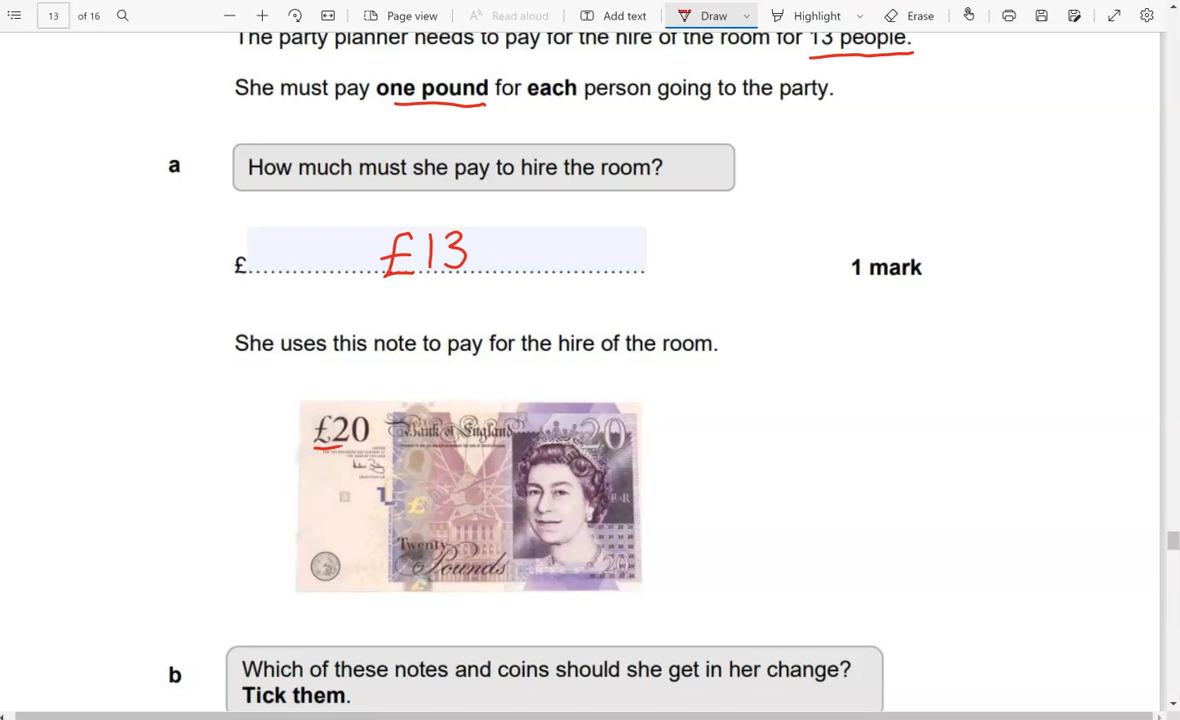 13 of 16 Page view Read aloud Add text Draw Highlight Erase
The party planner needs to pay for the hire of the room for 13 people.
She must pay one pound for each person going to the party.
a How much must she pay to hire the room?
£ £13
1 mark
She uses this note to pay for the hire of the room.
£20 Bank of England 20
Twenty
Pounds 20
b Which of these notes and coins should she get in her change?
Tick them.